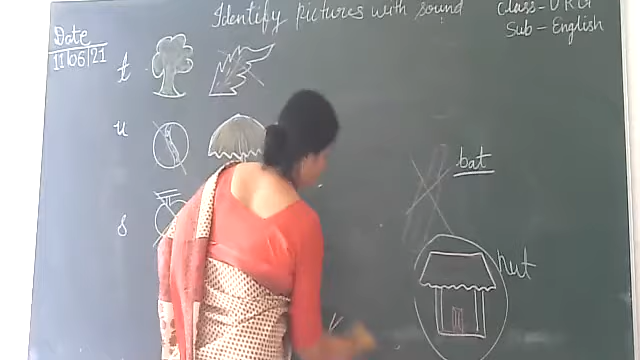 Identify pictures with sound
Class-UKG
Sub-English
Date
11/06/21
t
u
s
bat
hut